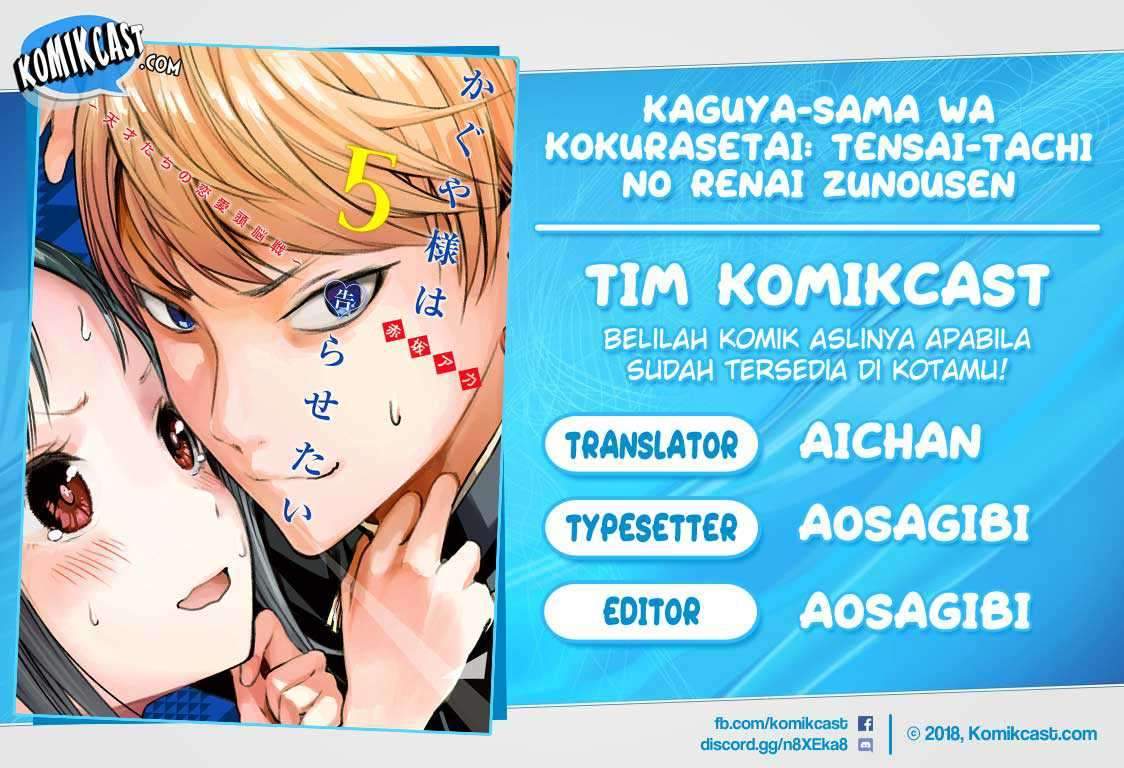 KOMIKCAST
.COM
かぐや様は
告らせたい
~天才たちの恋愛頭脳戦~
5
赤坂アカ
KAGUYA-SAMA WA
KOKURASETAI: TENSAI-TACHI
NO RENAI ZUNOUSEN
TIM KOMIKCAST
BELILAH KOMIK ASLINYA APABILA
SUDAH TERSEDIA DI KOTAMU!
TRANSLATOR AICHAN
TYPESETTER AOSAGIBI
EDITOR AOSAGIBI
fb.com/komikcast
discord.gg/n8XEka8
© 2018, Komikcast.com